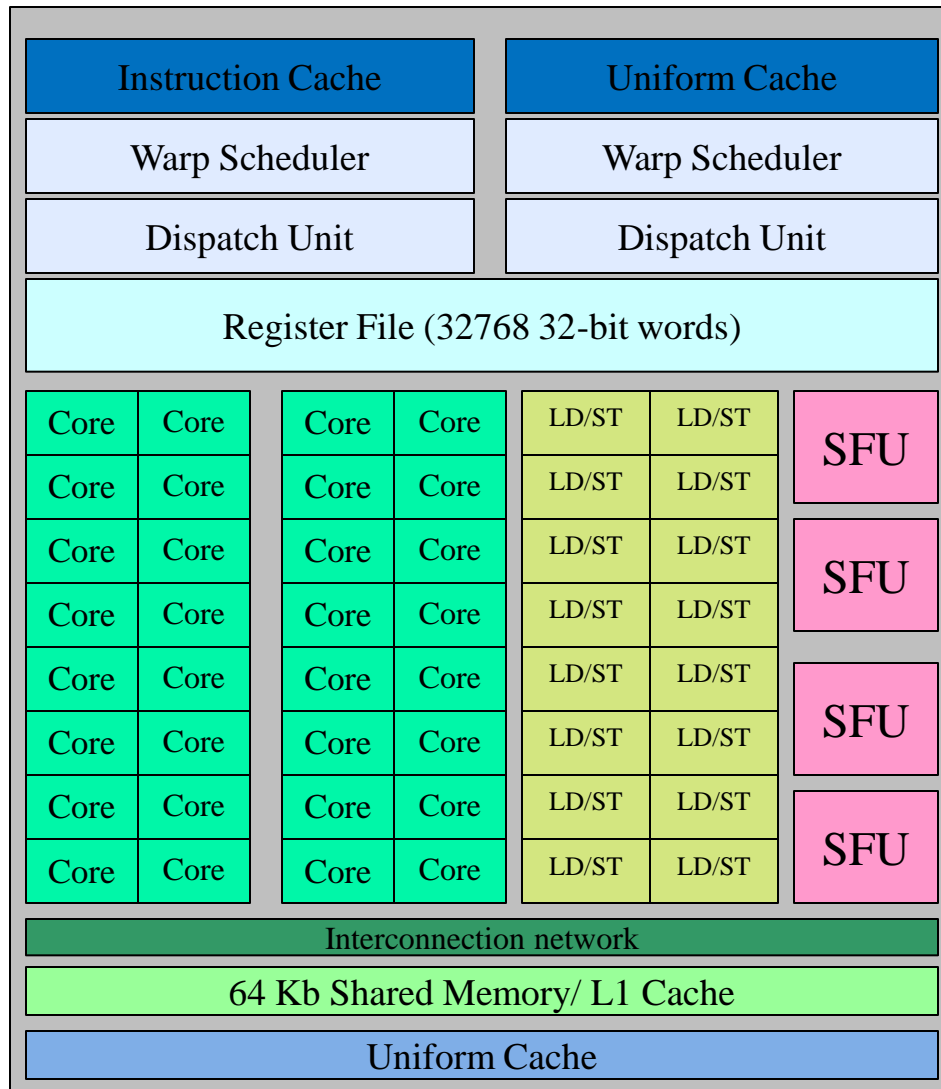 Instruction Cache Uniform Cache
Warp Scheduler Warp Scheduler
Dispatch Unit Dispatch Unit
Register File (32768 32-bit words)
Core Core Core Core LD/ST LD/ST SFU
Core Core Core Core LD/ST LD/ST
Core Core Core Core LD/ST LD/ST SFU
Core Core Core Core LD/ST LD/ST
Core Core Core Core LD/ST LD/ST SFU
Core Core Core Core LD/ST LD/ST
Core Core Core Core LD/ST LD/ST SFU
Core Core Core Core LD/ST LD/ST
Interconnection network
64 Kb Shared Memory/ L1 Cache
Uniform Cache